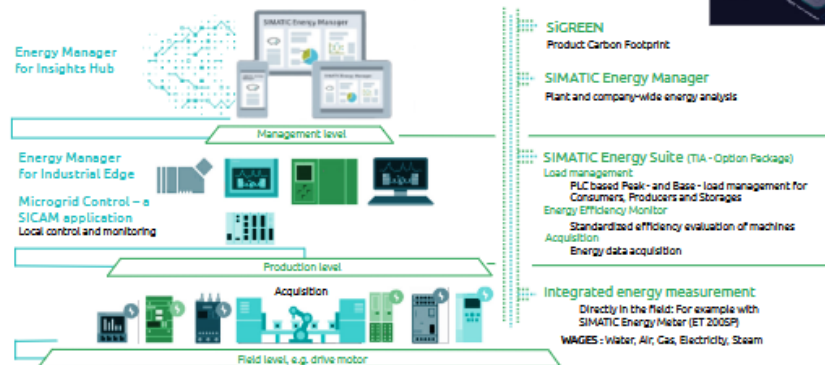 SIMATIC Energy Manager
Energy Manager
for Insights Hub
Management level
SiGREEN
Product Carbon Footprint
SIMATIC Energy Manager
Plant and company-wide energy analysis
Energy Manager
for Industrial Edge
Microgrid Control – a
SICAM application
Local control and monitoring
Production level
SIMATIC Energy Suite (TIA - Option Package)
Load management
PLC based Peak - and Base - load management for
Consumers, Producers and Storages
Energy Efficiency Monitor
Standardized efficiency evaluation of machines
Acquisition
Energy data acquisition
Acquisition
Field level, e.g. drive motor
Integrated energy measurement
Directly in the field: For example with
SIMATIC Energy Meter (ET 200SP)
WAGES : Water, Air, Gas, Electricity, Steam